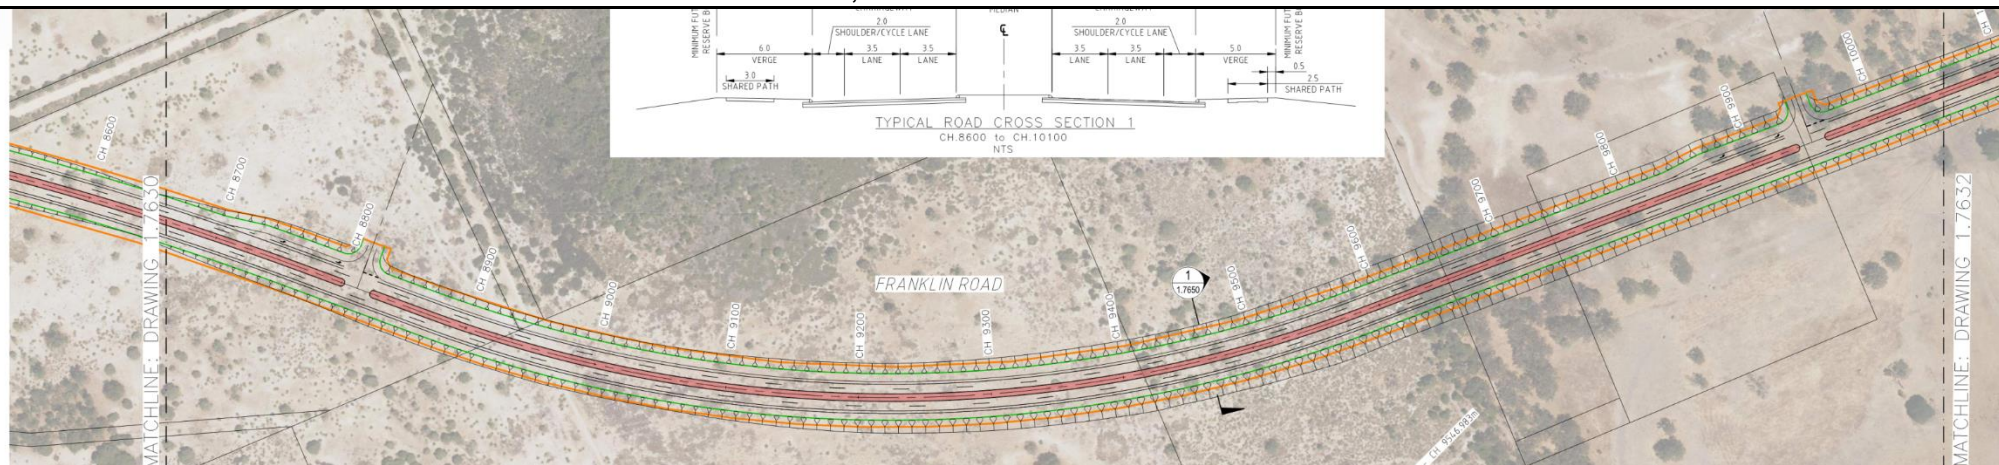 MINIMUM FUT
RESERVE B
2.0
SHOULDER/CYCLE LANE
MEDIAN
℄
2.0
SHOULDER/CYCLE LANE
MINIMUM FUT
RESERVE B
6.0
VERGE
3.5
LANE
3.5
LANE
3.5
LANE
3.5
LANE
5.0
VERGE
0.5
3.0
SHARED PATH
2.5
SHARED PATH
TYPICAL ROAD CROSS SECTION 1
CH.8600 to CH.10100
NTS
MATCHLINE: DRAWING 1.7630
CH 8600
CH 8700
CH 8800
CH 8900
CH 9000
CH 9100
CH 9200
CH 9300
CH 9400
CH 9500
CH 9600
CH 9700
CH 9800
CH 9900
CH 10000
CH 1
FRANKLIN ROAD
1
1.7650
CH 9546.983m
MATCHLINE: DRAWING 1.7632